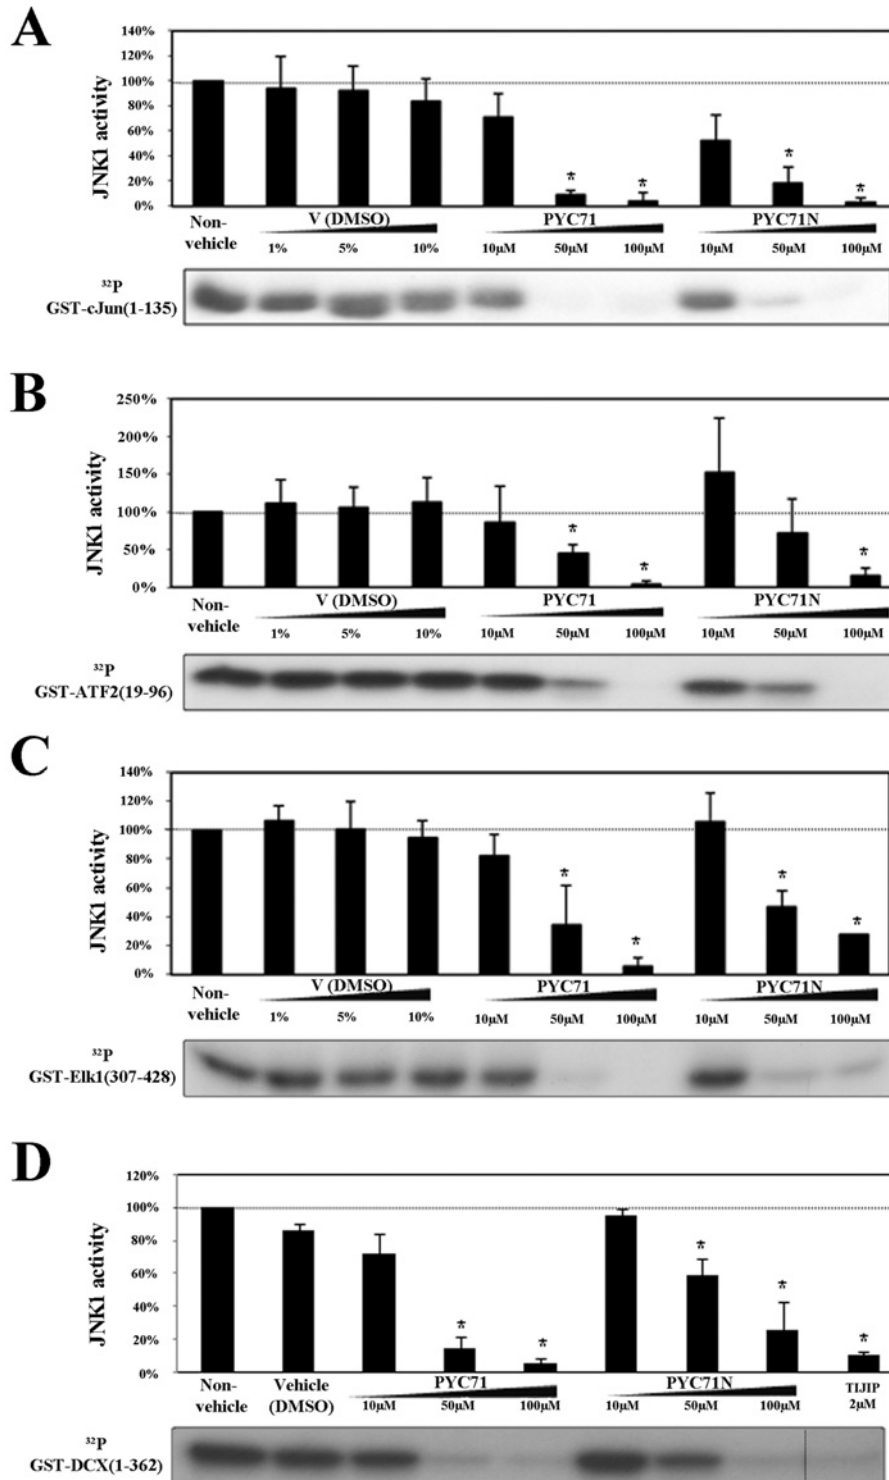 A
140%
120%
100%
80%
60%
40%
20%
0%
JNK1 activity
Non-vehicle
V (DMSO)
PYC71
PYC71N
1% 5% 10% 10µM 50µM 100µM 10µM 50µM 100µM
* * * *
32P
GST-cJun(1-135)
B
250%
200%
150%
100%
50%
0%
JNK1 activity
Non-vehicle
V (DMSO)
PYC71
PYC71N
1% 5% 10% 10µM 50µM 100µM 10µM 50µM 100µM
* * *
32P
GST-ATF2(19-96)
C
140%
120%
100%
80%
60%
40%
20%
0%
JNK1 activity
Non-vehicle
V (DMSO)
PYC71
PYC71N
1% 5% 10% 10µM 50µM 100µM 10µM 50µM 100µM
* * * *
32P
GST-Elk1(307-428)
D
120%
100%
80%
60%
40%
20%
0%
JNK1 activity
Non-vehicle
Vehicle
(DMSO)
PYC71
PYC71N
10µM 50µM 100µM 10µM 50µM 100µM
TIJIP
2µM
* * * * *
32P
GST-DCX(1-362)